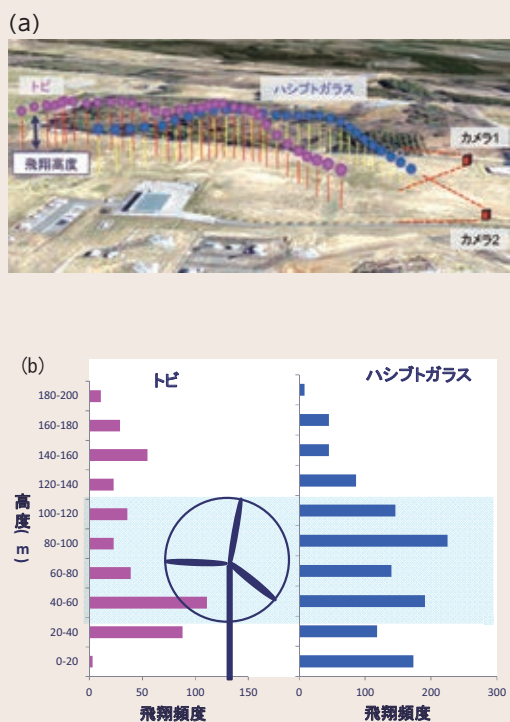 (a)
トビ
ハシブトガラス
飛翔高度
カメラ1
カメラ2
(b)
トビ
ハシブトガラス
高度(m)
180-200
160-180
140-160
120-140
100-120
80-100
60-80
40-60
20-40
0-20
0 50 100 150
0 100 200 300
飛翔頻度
飛翔頻度